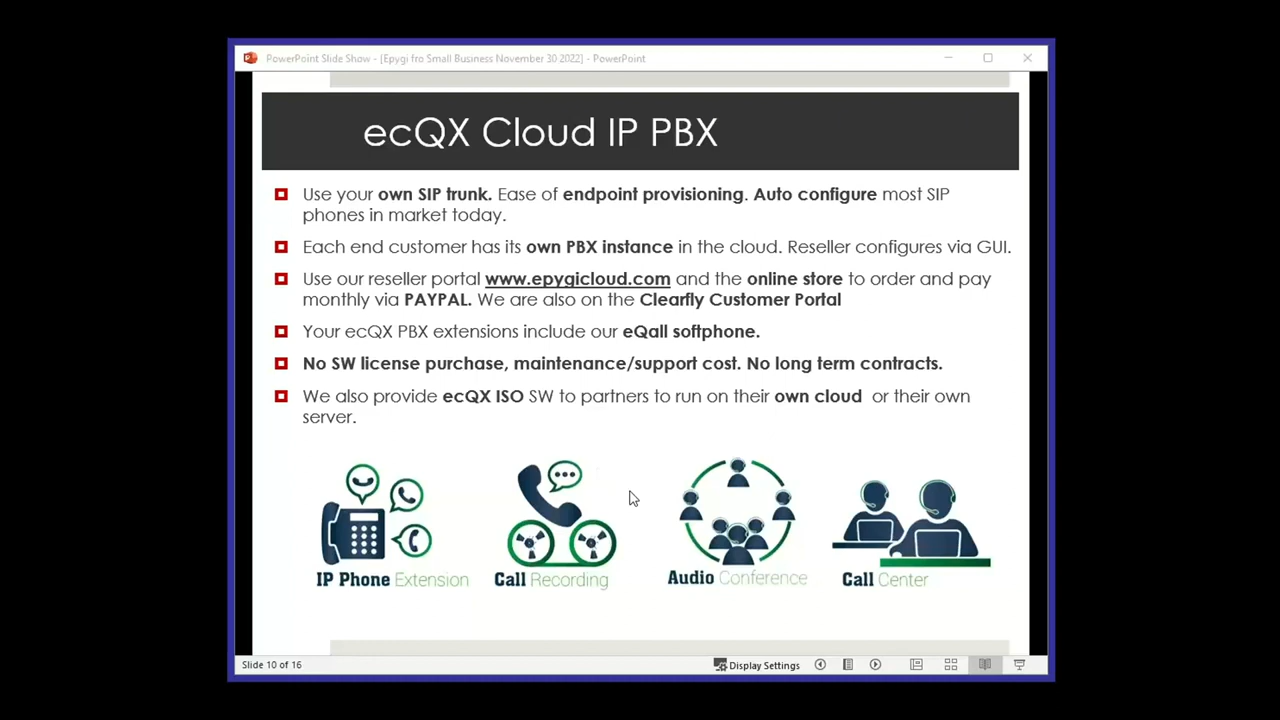 PowerPoint Slide Show - [Epygi fro Small Business November 30 2022] - PowerPoint
ecQX Cloud IP PBX
Use your own SIP trunk. Ease of endpoint provisioning. Auto configure most SIP
phones in market today.
Each end customer has its own PBX instance in the cloud. Reseller configures via GUI.
Use our reseller portal www.epygicloud.com and the online store to order and pay
monthly via PAYPAL. We are also on the Clearfly Customer Portal
Your ecQX PBX extensions include our eQall softphone.
No SW license purchase, maintenance/support cost. No long term contracts.
We also provide ecQX ISO SW to partners to run on their own cloud or their own
server.
IP Phone Extension
Call Recording
Audio Conference
Call Center
Slide 10 of 16
Display Settings